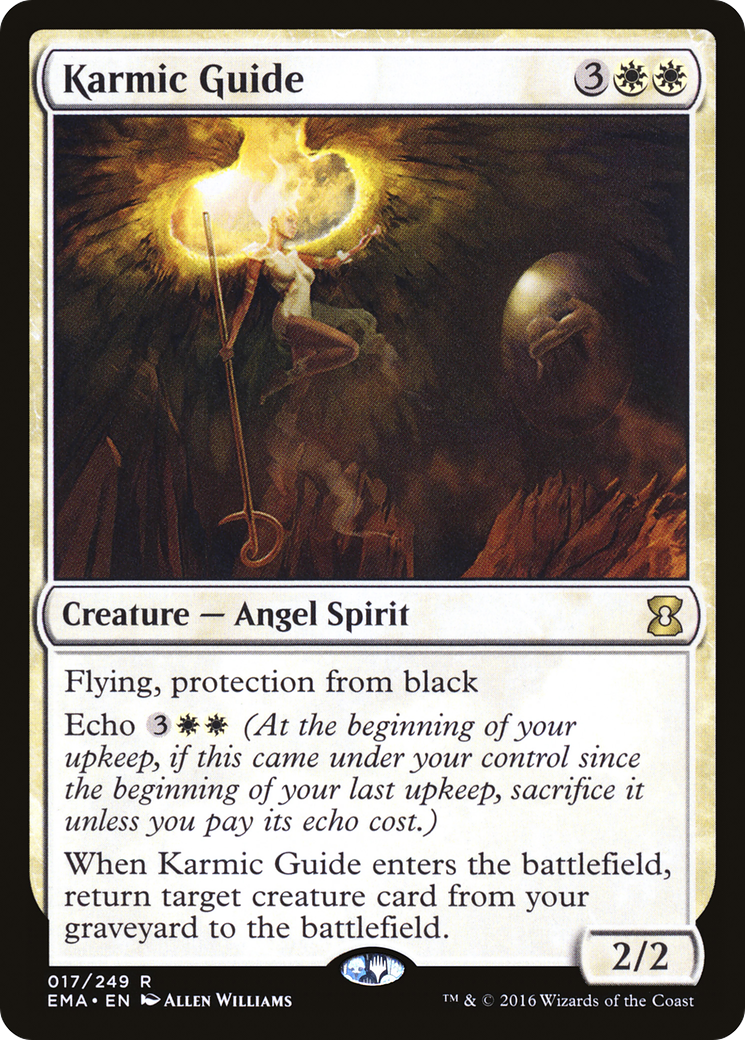 Karmic Guide 3
Creature — Angel Spirit
Flying, protection from black
Echo 3 (At the beginning of your
upkeep, if this came under your control since
the beginning of your last upkeep, sacrifice it
unless you pay its echo cost.)
When Karmic Guide enters the battlefield,
return target creature card from your
graveyard to the battlefield.
2/2
017/249 R
EMA • EN Allen Williams
™ & © 2016 Wizards of the Coast